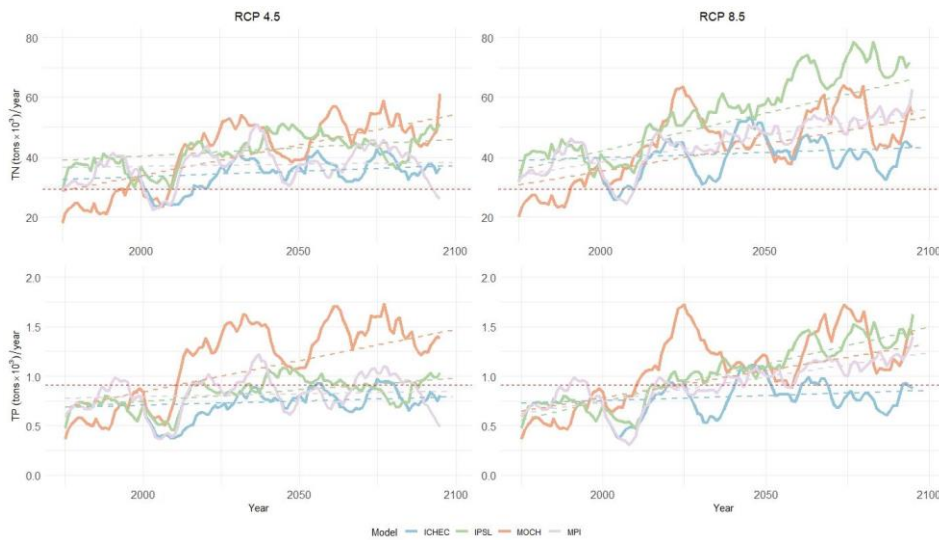 RCP 4.5 RCP 8.5
TN (tons ×10³)/year
80 80
60 60
40 40
20 20
2000 2050 2100 2000 2050 2100
TP (tons ×10³)/year
2.0 2.0
1.5 1.5
1.0 1.0
0.5 0.5
0.0 0.0
2000 2050 2100 2000 2050 2100
Year Year
Model ICHEC IPSL MOCH MPI